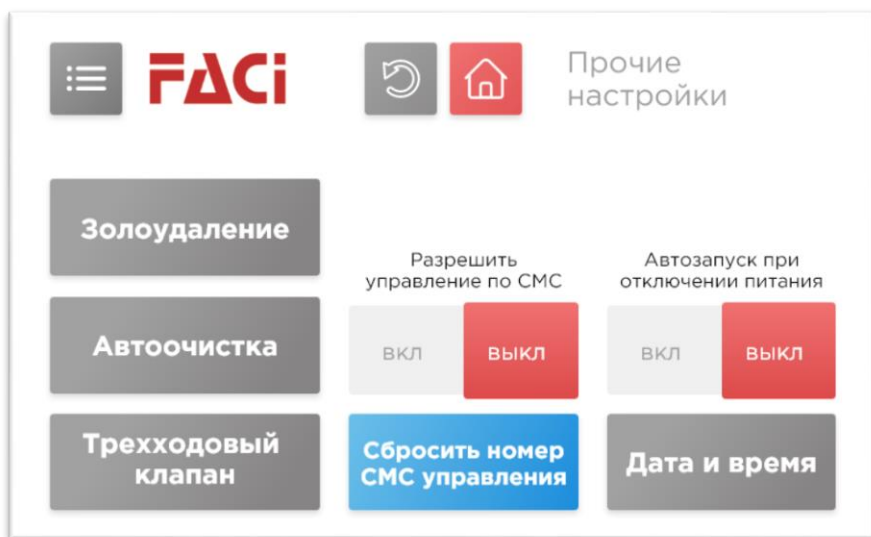 FACi
Прочие
настройки
Золоудаление
Разрешить
управление по СМС
Автозапуск при
отключении питания
Автоочистка
ВКЛ
ВЫКЛ
ВКЛ
ВЫКЛ
Трехходовый
клапан
Сбросить номер
СМС управления
Дата и время